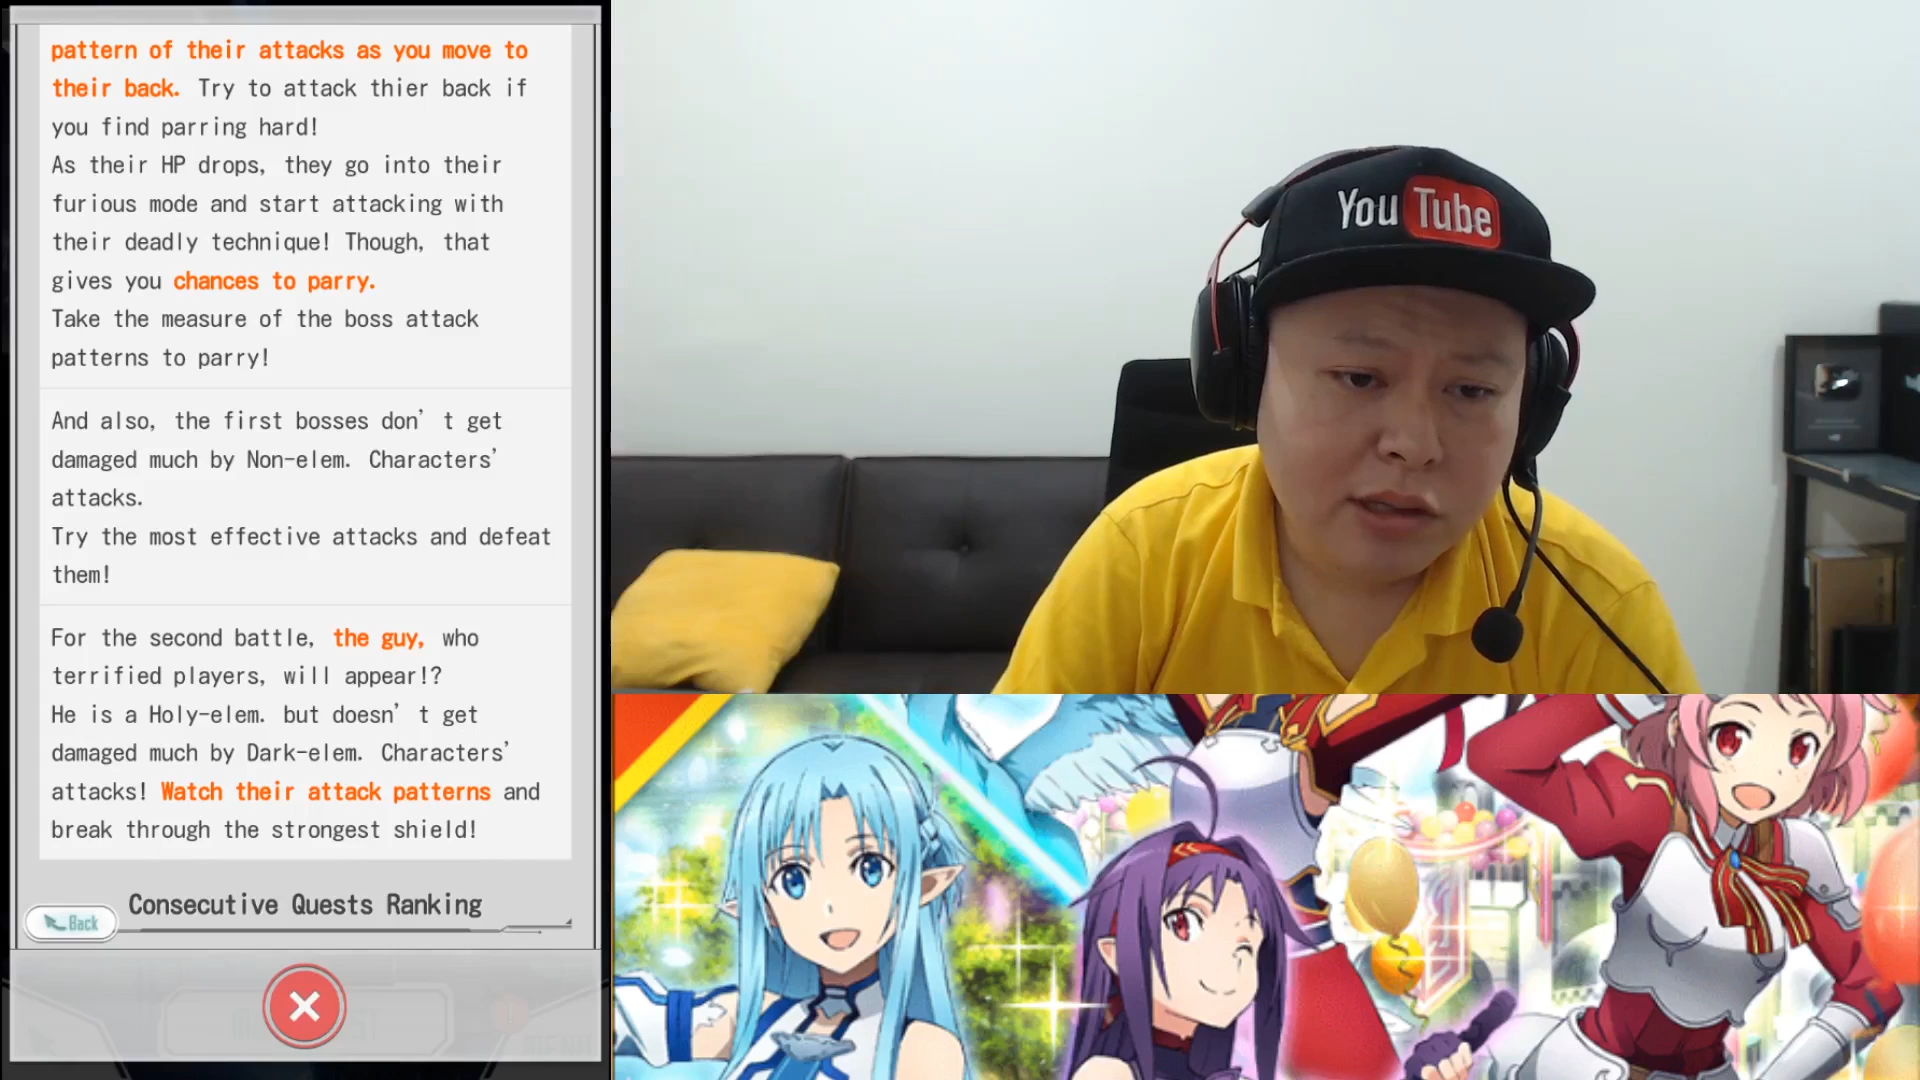 pattern of their attacks as you move to
their back. Try to attack thier back if
you find parring hard!
As their HP drops, they go into their
furious mode and start attacking with
their deadly technique! Though, that
gives you chances to parry.
Take the measure of the boss attack
patterns to parry!
And also, the first bosses don’t get
damaged much by Non-elem. Characters’
attacks.
Try the most effective attacks and defeat
them!
For the second battle, the guy, who
terrified players, will appear!?
He is a Holy-elem. but doesn’t get
damaged much by Dark-elem. Characters’
attacks! Watch their attack patterns and
break through the strongest shield!
Consecutive Quests Ranking
Back
YouTube